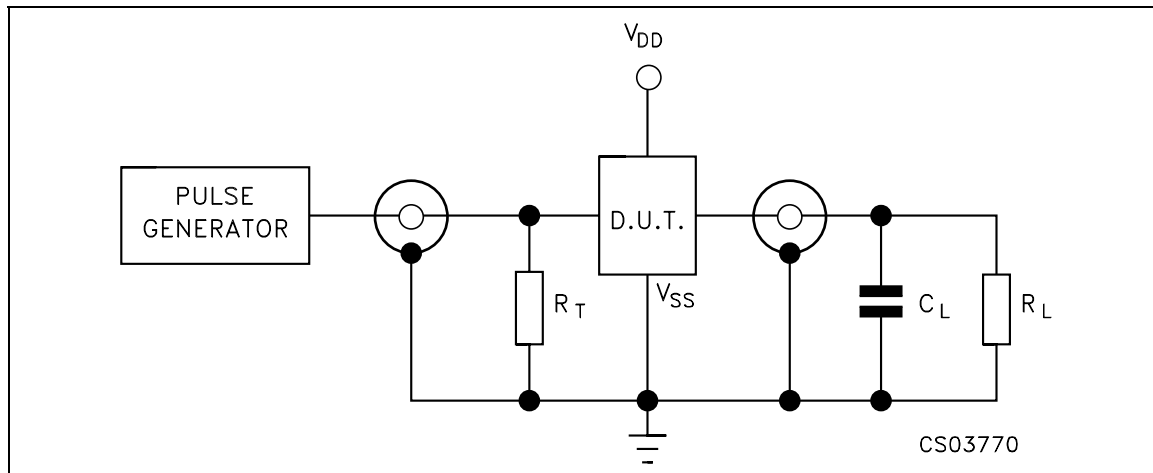 VDD
PULSE
GENERATOR
D.U.T.
VSS
RT
CL
RL
CS03770